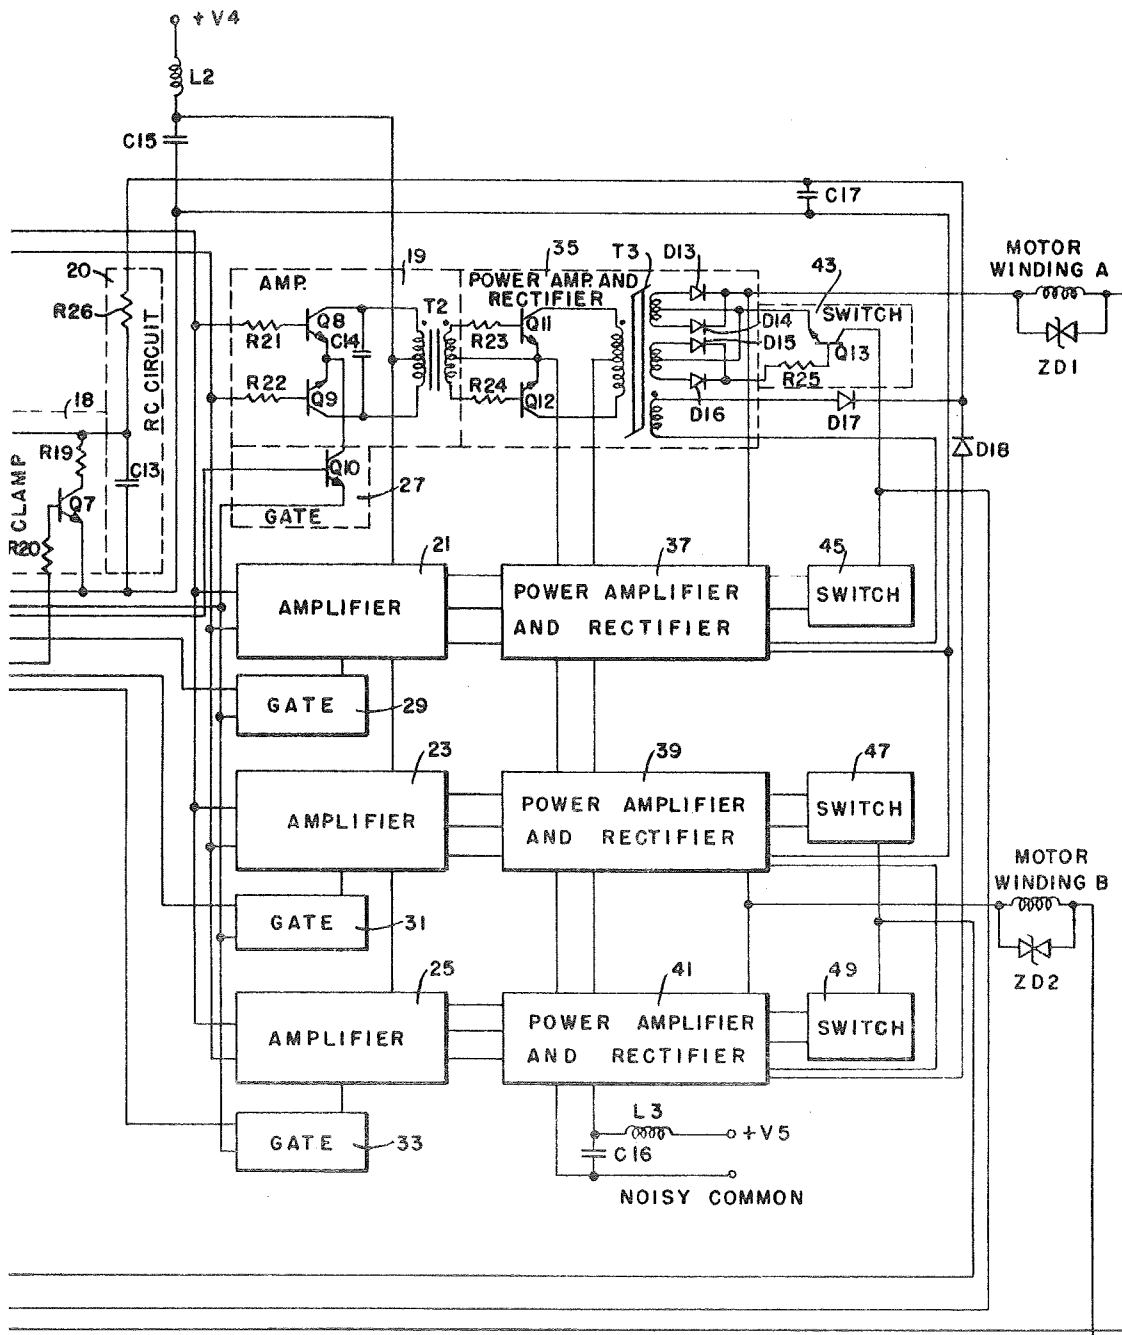 +V4
L2
C15
C17
20
19
35
T3
D13
43
MOTOR
WINDING A
R26
AMP.
POWER AMP. AND
RECTIFIER
T2
SWITCH
D14
D15
Q8
C14
Q11
R21
R23
Q13
ZD1
RC CIRCUIT
R22
Q9
R24
Q12
R25
18
D16
D17
R19
C13
Q10
D18
27
CLAMP
Q7
GATE
R20
21
37
45
AMPLIFIER
POWER AMPLIFIER
AND RECTIFIER
SWITCH
GATE
29
23
39
47
AMPLIFIER
POWER AMPLIFIER
AND RECTIFIER
SWITCH
MOTOR
WINDING B
GATE
31
ZD2
25
41
49
AMPLIFIER
POWER AMPLIFIER
AND RECTIFIER
SWITCH
GATE
33
L3
+V5
C16
NOISY COMMON